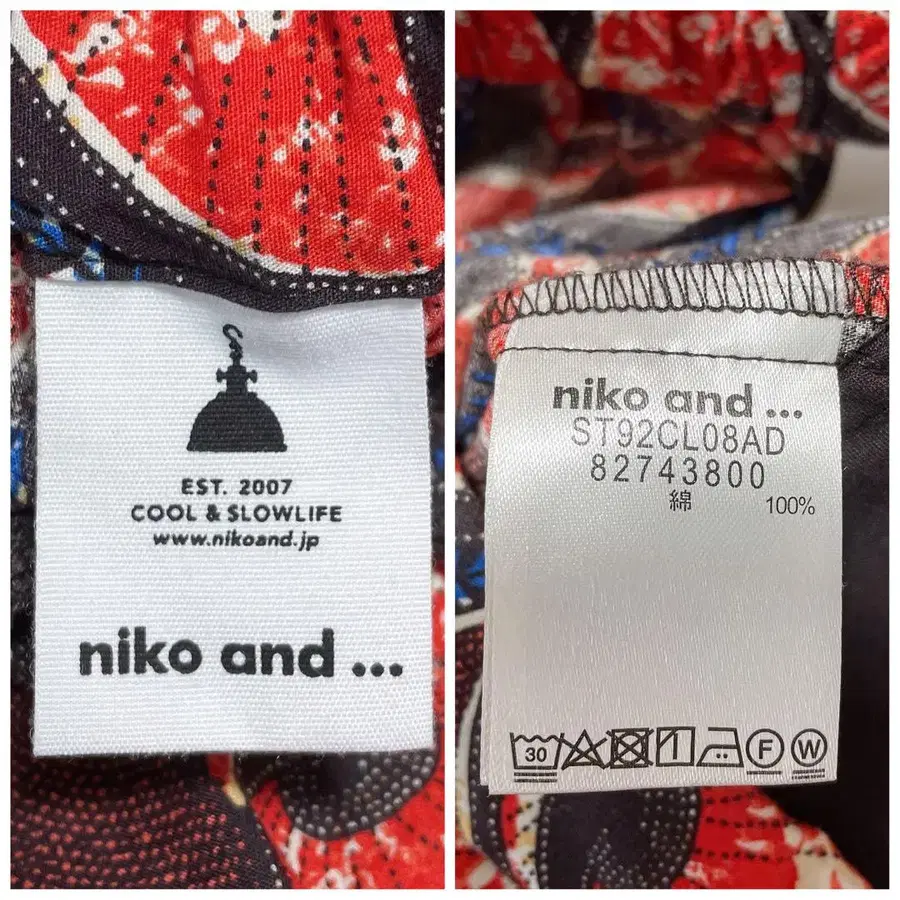 EST. 2007
COOL & SLOWLIFE
www.nikoand.jp
niko and ...
niko and ...
ST92CL08AD
82743800
綿 100%
30 F W